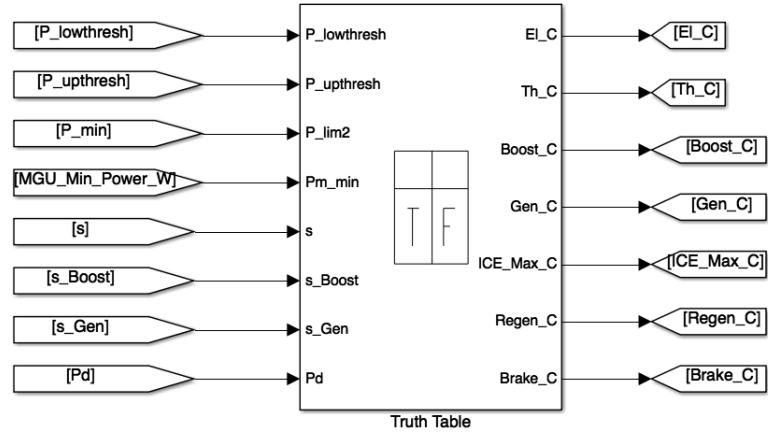 [P_lowthresh] P_lowthresh El_C [El_C]
[P_upthresh] P_upthresh Th_C [Th_C]
[P_min] P_lim2 Boost_C [Boost_C]
[MGU_Min_Power_W] Pm_min Gen_C [Gen_C]
T F
[s] s ICE_Max_C [ICE_Max_C]
[s_Boost] s_Boost Regen_C [Regen_C]
[s_Gen] s_Gen Brake_C [Brake_C]
[Pd] Pd
Truth Table